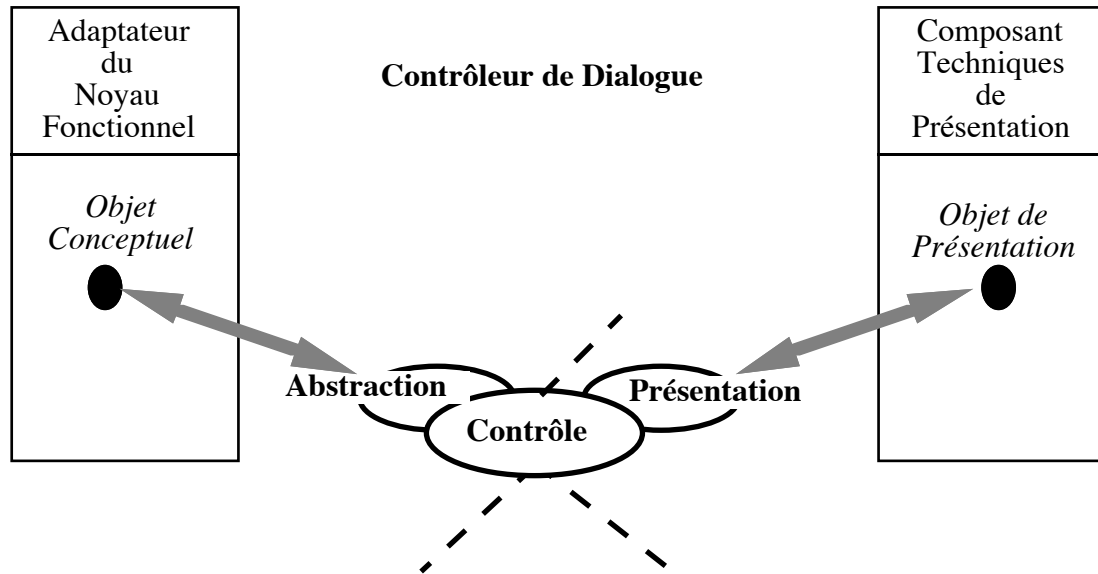 Adaptateur
du
Noyau
Fonctionnel
Contrôleur de Dialogue
Composant
Techniques
de
Présentation
Objet
Conceptuel
Objet de
Présentation
Abstraction
Présentation
Contrôle